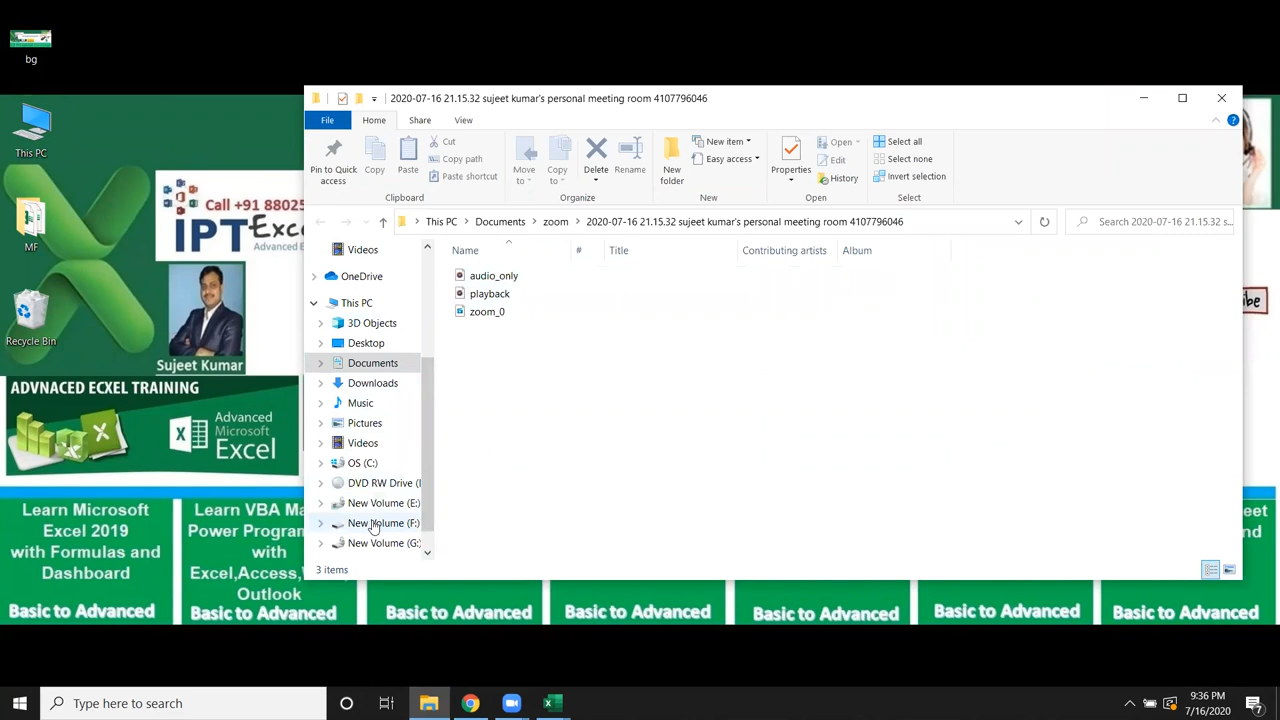 bg
This PC
MF
Recycle Bin
Call +91 88025
IPTExce
Advanced E
Sujeet Kumar
ADVNACED ECXEL TRAINING
Advanced
Microsoft
Excel
Learn Microsoft
Excel 2019
with Formulas and
Dashboard
Basic to Advanced
Learn VBA Ma
Power Program
with
Excel,Access,W
Outlook
Basic to Advanced
Basic to Advanced
Basic to Advanced
Basic to Advanced
Basic to Advanced
Basic to Advanced
eet
ibe
2020-07-16 21.15.32 sujeet kumar's personal meeting room 4107796046
File
Home
Share
View
Pin to Quick
access
Copy
Paste
Cut
Copy path
Paste shortcut
Clipboard
Move
to
Copy
to
Delete
Rename
Organize
New
folder
New item
Easy access
New
Properties
Open
Edit
History
Open
Select all
Select none
Invert selection
Select
This PC > Documents > zoom > 2020-07-16 21.15.32 sujeet kumar's personal meeting room 4107796046
Search 2020-07-16 21.15.32 s...
Name
#
Title
Contributing artists
Album
audio_only
playback
zoom_0
Videos
OneDrive
This PC
3D Objects
Desktop
Documents
Downloads
Music
Pictures
Videos
OS (C:)
DVD RW Drive (
New Volume (E:)
New Volume (F:)
New Volume (G:)
3 items
Type here to search
9:36 PM
7/16/2020
7